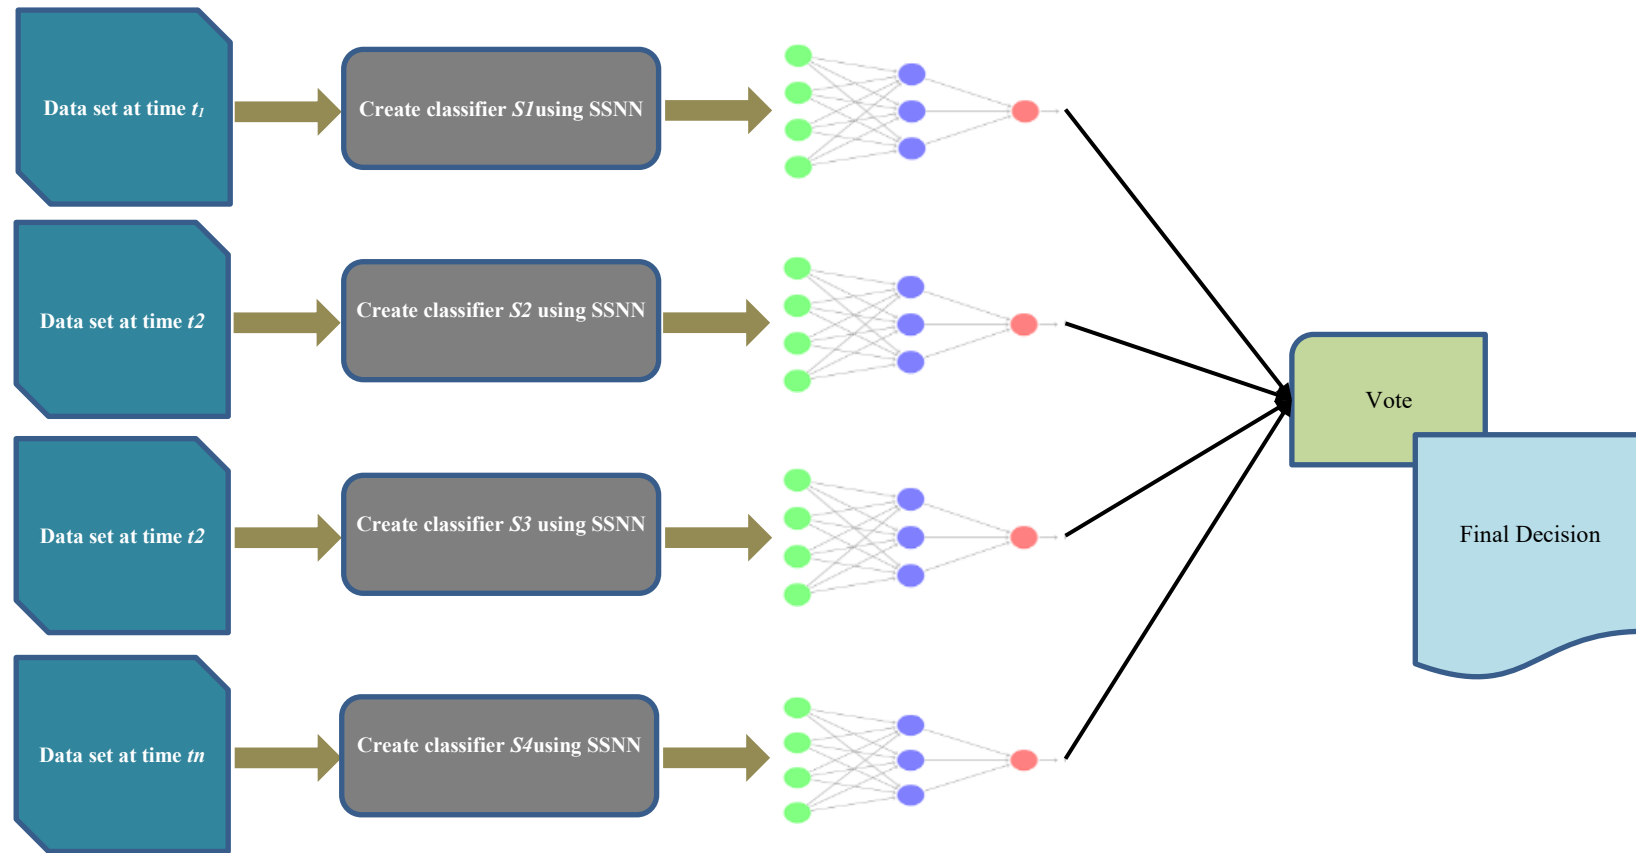 Data set at time t1
Create classifier S1using SSNN
Data set at time t2
Create classifier S2 using SSNN
Vote
Data set at time t2
Create classifier S3 using SSNN
Final Decision
Data set at time tn
Create classifier S4using SSNN